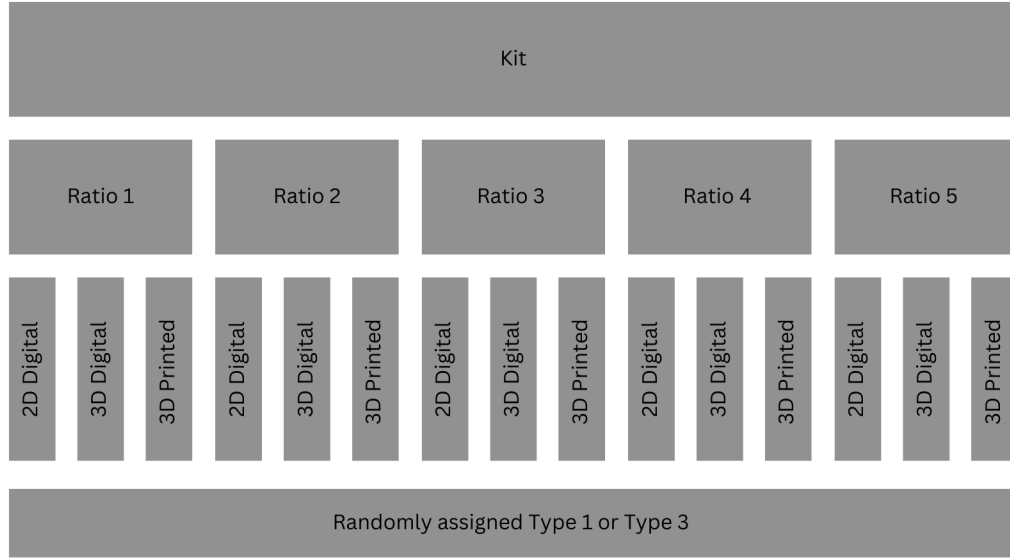 Kit
Ratio 1
Ratio 2
Ratio 3
Ratio 4
Ratio 5
2D Digital
3D Digital
3D Printed
2D Digital
3D Digital
3D Printed
2D Digital
3D Digital
3D Printed
2D Digital
3D Digital
3D Printed
2D Digital
3D Digital
3D Printed
Randomly assigned Type 1 or Type 3